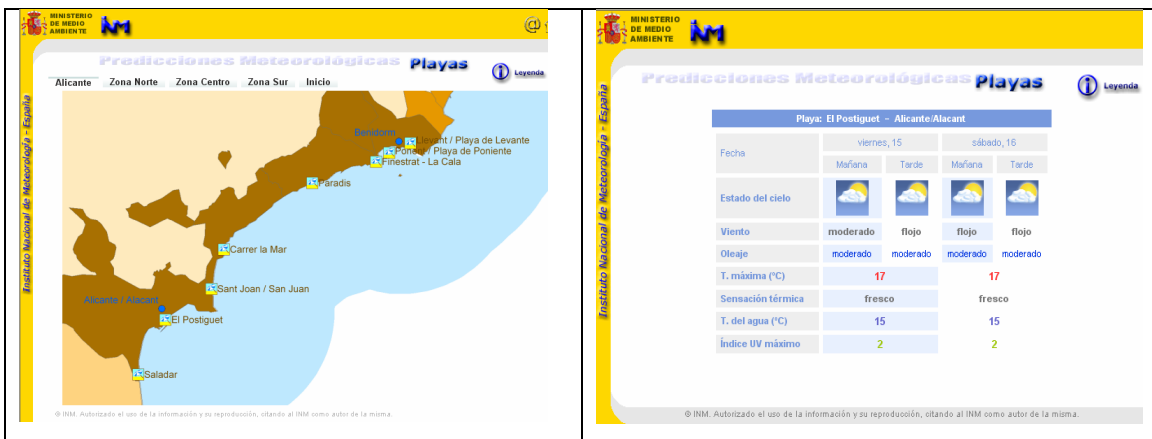 MINISTERIO
DE MEDIO
AMBIENTE
INM
@
Predicciones Meteorológicas Playas
Leyenda
Alicante Zona Norte Zona Centro Zona Sur Inicio
Instituto Nacional de Meteorología - España
Benidorm
Llevant / Playa de Levante
Ponent / Playa de Poniente
Finestrat - La Cala
Paradis
Carrer la Mar
Sant Joan / San Juan
Alicante / Alacant
El Postiguet
Saladar
© INM. Autorizado el uso de la información y su reproducción, citando al INM como autor de la misma.
MINISTERIO
DE MEDIO
AMBIENTE
INM
Predicciones Meteorológicas Playas
Leyenda
Instituto Nacional de Meteorología - España
Playa: El Postiguet - Alicante/Alacant
Fecha viernes, 15 sábado, 16
Mañana Tarde Mañana Tarde
Estado del cielo
Viento moderado flojo flojo flojo
Oleaje moderado moderado moderado moderado
T. máxima (°C) 17 17
Sensación térmica fresco fresco
T. del agua (°C) 15 15
Índice UV máximo 2 2
© INM. Autorizado el uso de la información y su reproducción, citando al INM como autor de la misma.